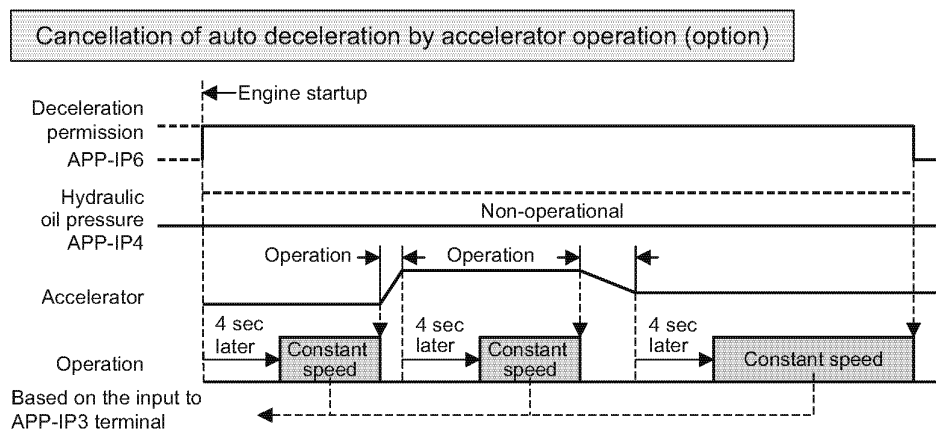 Cancellation of auto deceleration by accelerator operation (option)
Engine startup
Deceleration
permission
APP-IP6
Hydraulic
oil pressure
APP-IP4
Non-operational
Operation
Operation
Accelerator
4 sec
later
Constant
speed
4 sec
later
Constant
speed
4 sec
later
Constant speed
Operation
Based on the input to
APP-IP3 terminal